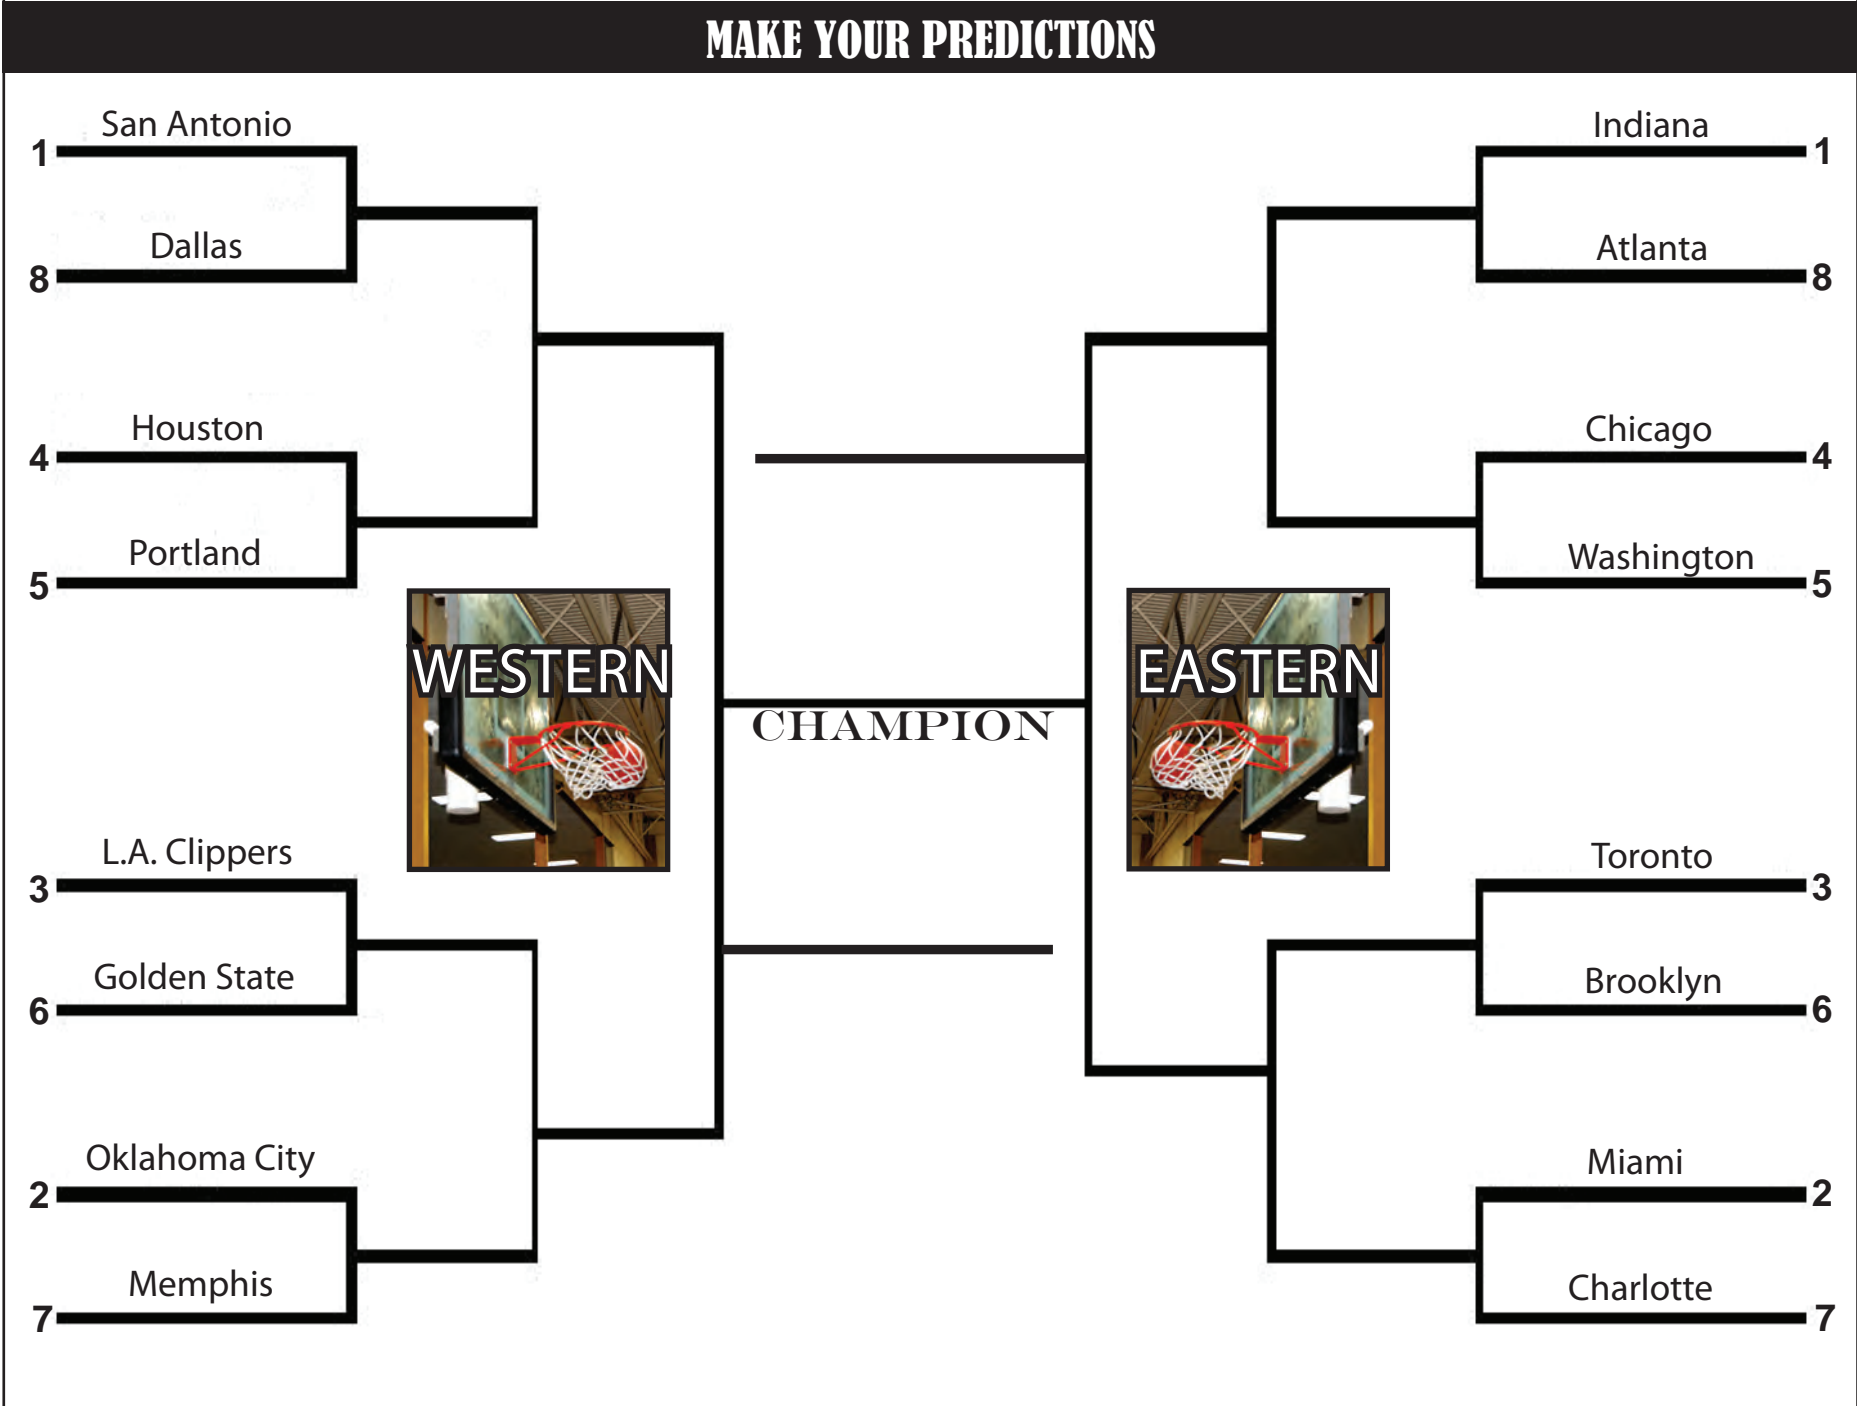 MAKE YOUR PREDICTIONS
San Antonio
1
Dallas
8
Houston
4
Portland
5
WESTERN
L.A. Clippers
3
Golden State
6
Oklahoma City
2
Memphis
7
CHAMPION
Indiana
1
Atlanta
8
Chicago
4
Washington
5
EASTERN
Toronto
3
Brooklyn
6
Miami
2
Charlotte
7